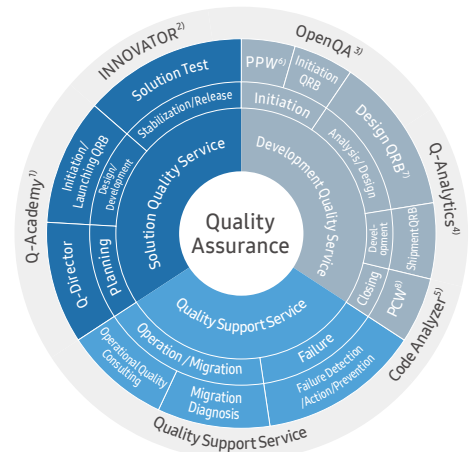 INNOVATOR2)
OpenQA3)
Q-Academy1)
Q-Analytics4)
Code Analyzer5)
Quality Support Service
Solution Test
Initiation/
Launching QRB
Q-Director
Stabilization/Release
Design/
Development
Planning
Solution Quality Service
PPW6)
Initiation
QRB
Design QRB7)
Shipment QRB
PCW8)
Initiation
Analysis/Design
Devel-
opment
Closing
Development Quality Service
Quality
Assurance
Quality Support Service
Operation /Migration
Failure
Operational Quality
Consulting
Migration
Diagnosis
Failure Detection
/Action/Prevention